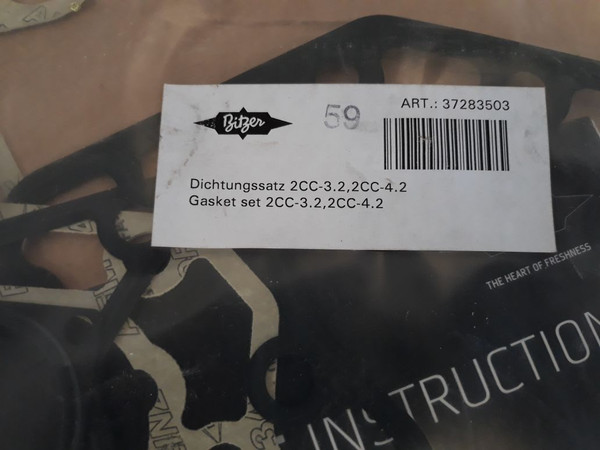 Bitzer
59
ART.: 37283503
Dichtungssatz 2CC-3.2,2CC-4.2
Gasket set 2CC-3.2,2CC-4.2
THE HEART OF FRESHNESS
INSTRUCTION